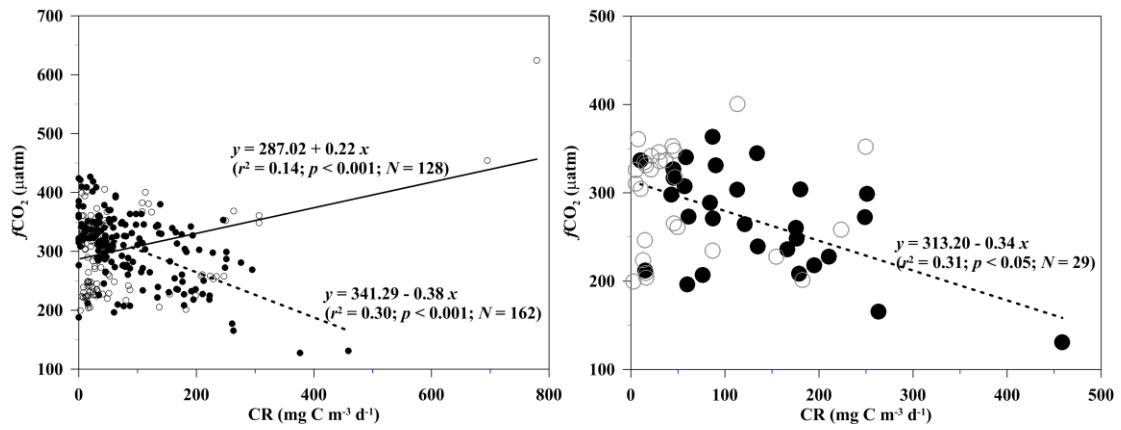 700
600
500
400
300
200
100
fCO₂ (µatm)
y = 287.02 + 0.22 x
(r² = 0.14; p < 0.001; N = 128)
y = 341.29 - 0.38 x
(r² = 0.30; p < 0.001; N = 162)
0 200 400 600 800
CR (mg C m⁻³ d⁻¹)
500
400
300
200
100
fCO₂ (µatm)
y = 313.20 - 0.34 x
(r² = 0.31; p < 0.05; N = 29)
0 100 200 300 400 500
CR (mg C m⁻³ d⁻¹)